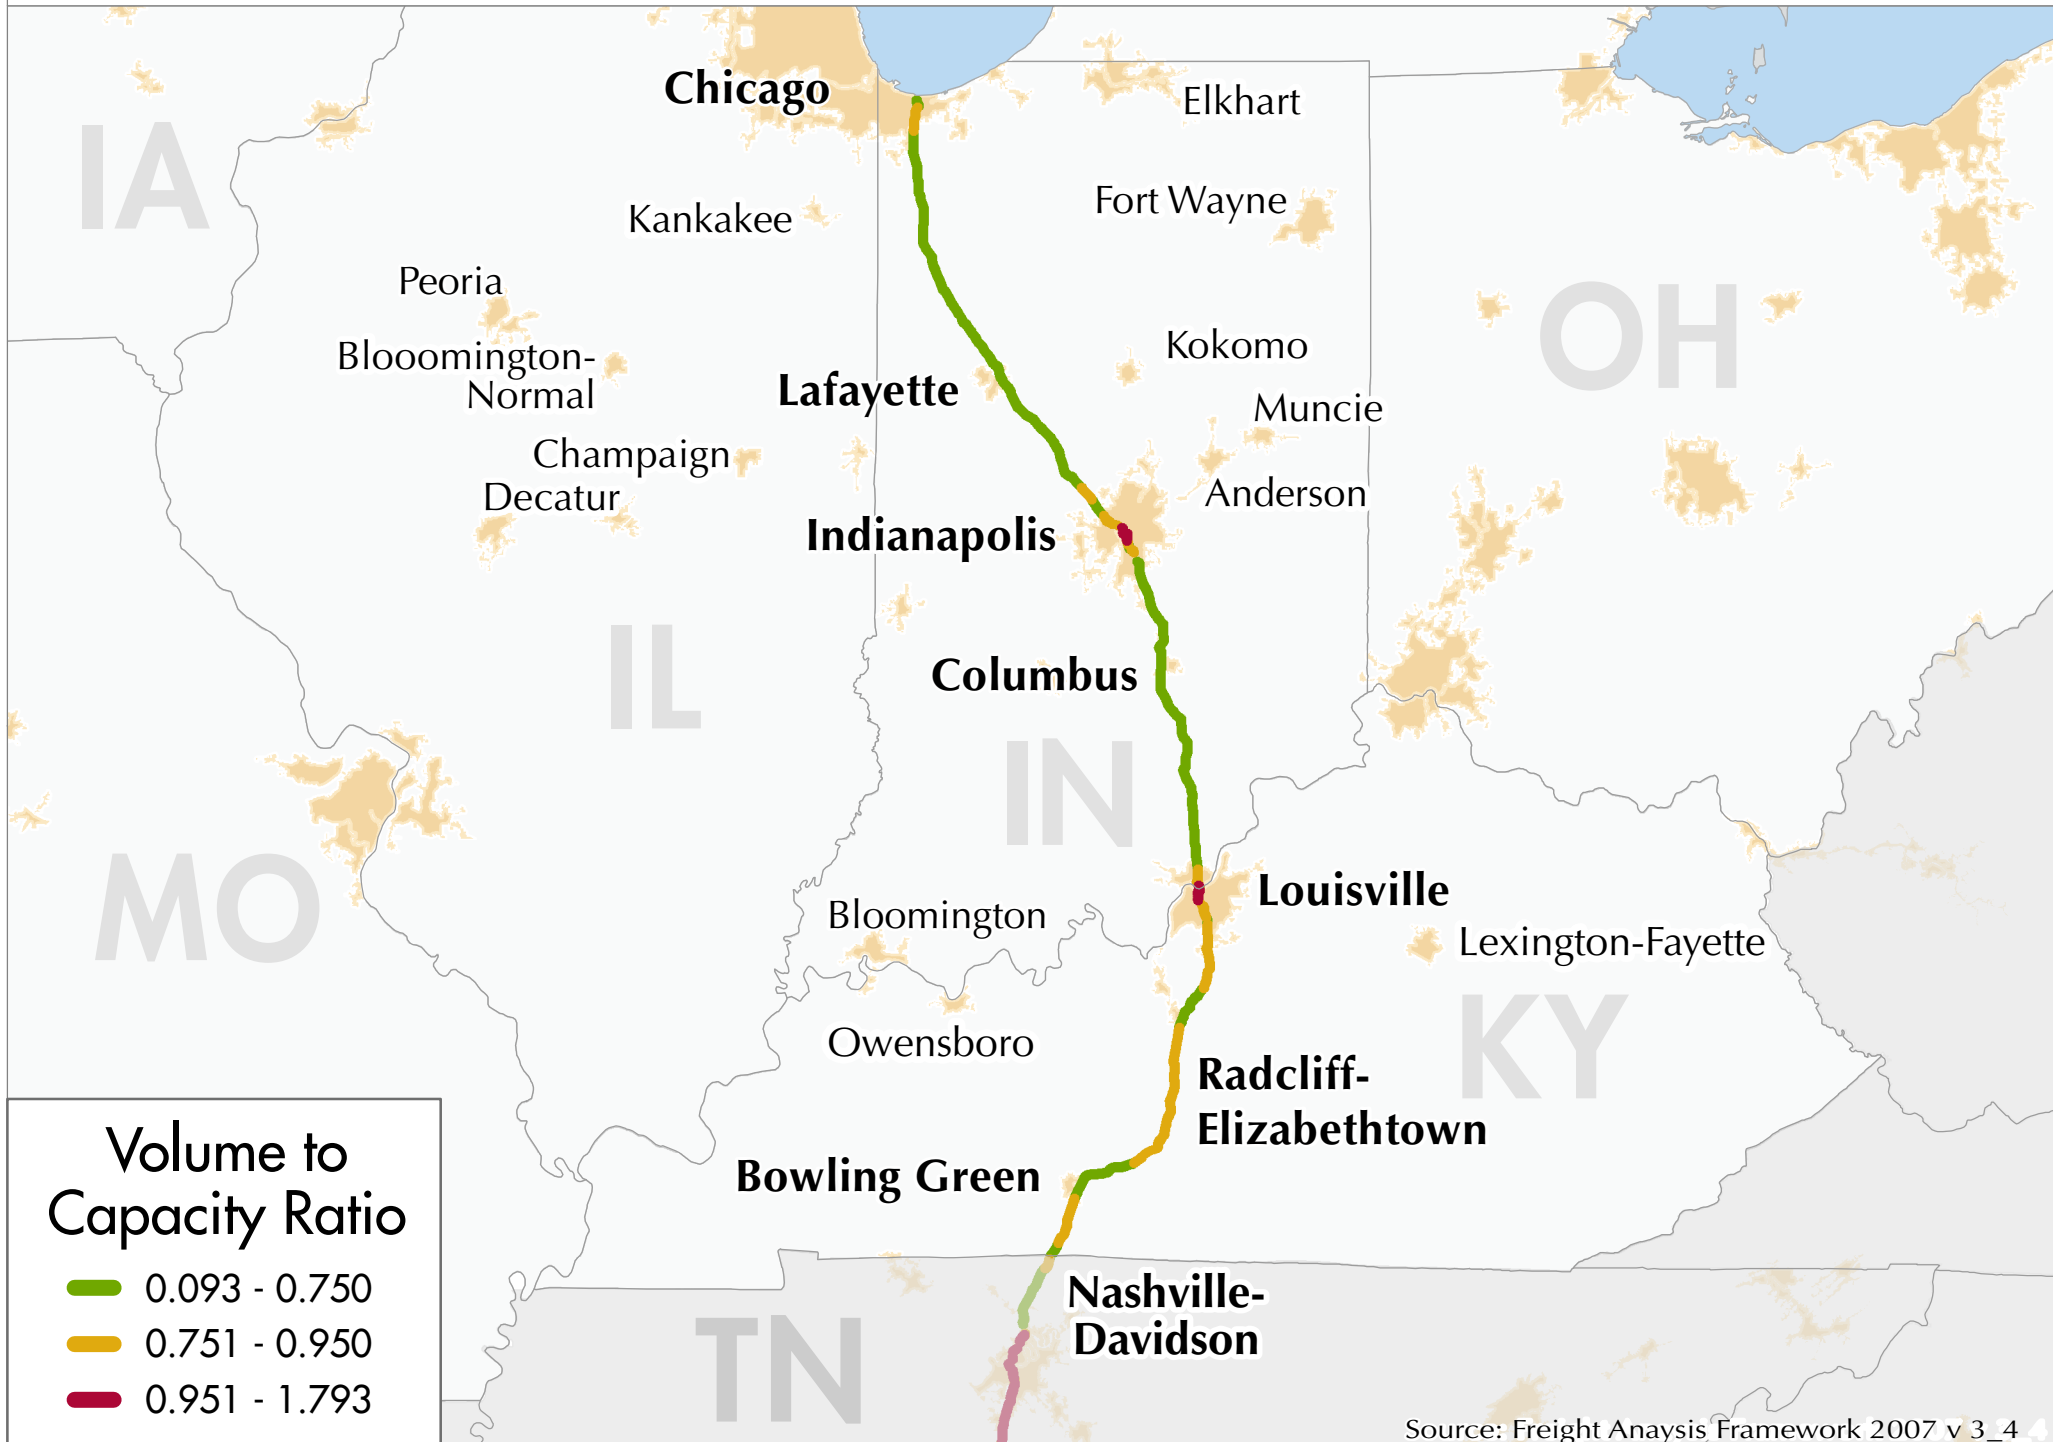 Chicago
Elkhart
IA
Kankakee
Fort Wayne
Peoria
OH
Blooomington-
Normal
Kokomo
Lafayette
Muncie
Champaign
Decatur
Anderson
Indianapolis
IL
Columbus
IN
MO
Louisville
Bloomington
Lexington-Fayette
KY
Owensboro
Radcliff-
Elizabethtown
Bowling Green
Volume to
Capacity Ratio
0.093 - 0.750
0.751 - 0.950
0.951 - 1.793
Nashville-
Davidson
TN
Source: Freight Anaysis Framework 2007 v 3_4